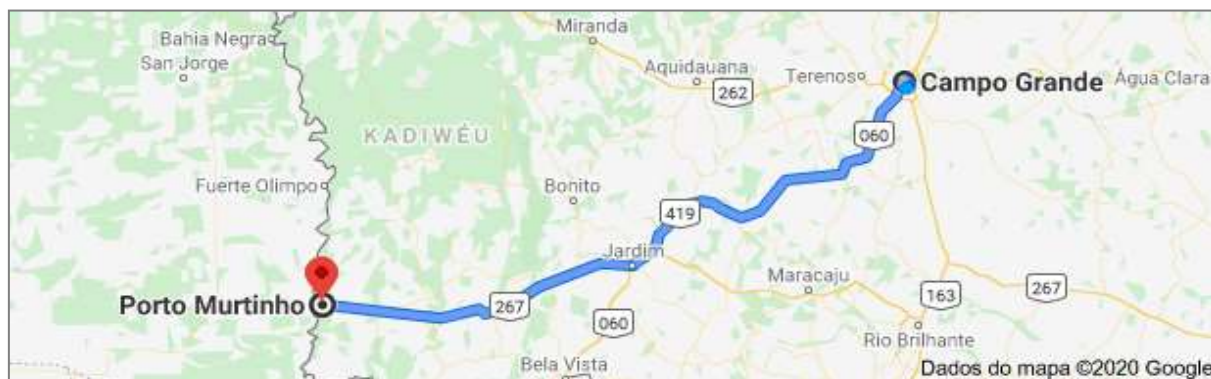 Miranda
Bahia Negra
San Jorge
Aquidauana
Terenos
Campo Grande
Água Clara
262
KADIWÉU
060
Fuerte Olimpo
Bonito
419
Jardim
Maracaju
Porto Murtinho
267
163
267
060
Rio Brilhante
Bela Vista
Dados do mapa ©2020 Google